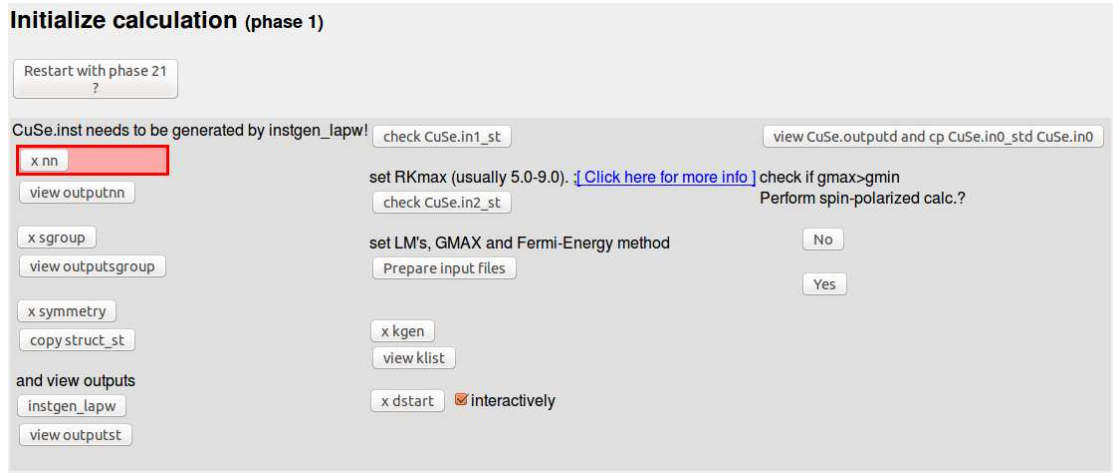 Initialize calculation (phase 1)
Restart with phase 21
?
CuSe.inst needs to be generated by instgen_lapw!
x nn
view outputnn
x sgroup
view outputsgroup
x symmetry
copy struct_st
and view outputs
instgen_lapw
view outputst
check CuSe.in1_st
set RKmax (usually 5.0-9.0). ;[ Click here for more info ]
check CuSe.in2_st
set LM's, GMAX and Fermi-Energy method
Prepare input files
x kgen
view klist
x dstart interactively
view CuSe.outputd and cp CuSe.in0_std CuSe.in0
check if gmax>gmin
Perform spin-polarized calc.?
No
Yes